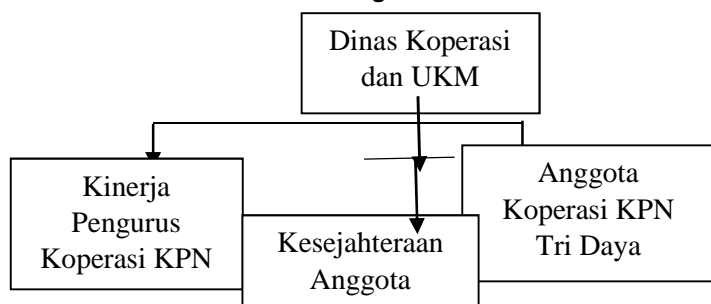 Dinas Koperasi
dan UKM
Kinerja
Pengurus
Koperasi KPN
Anggota
Koperasi KPN
Tri Daya
Kesejahteraan
Anggota